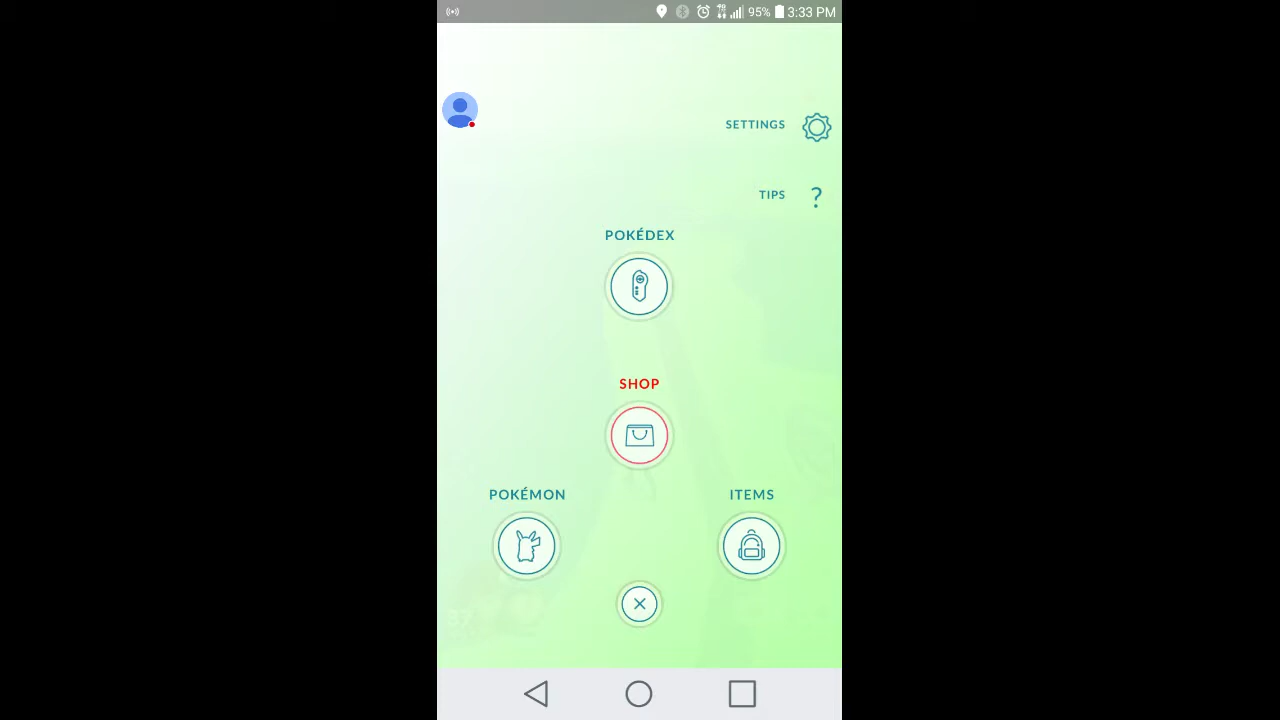 95% 3:33 PM
SETTINGS
TIPS ?
POKÉDEX
SHOP
POKÉMON ITEMS